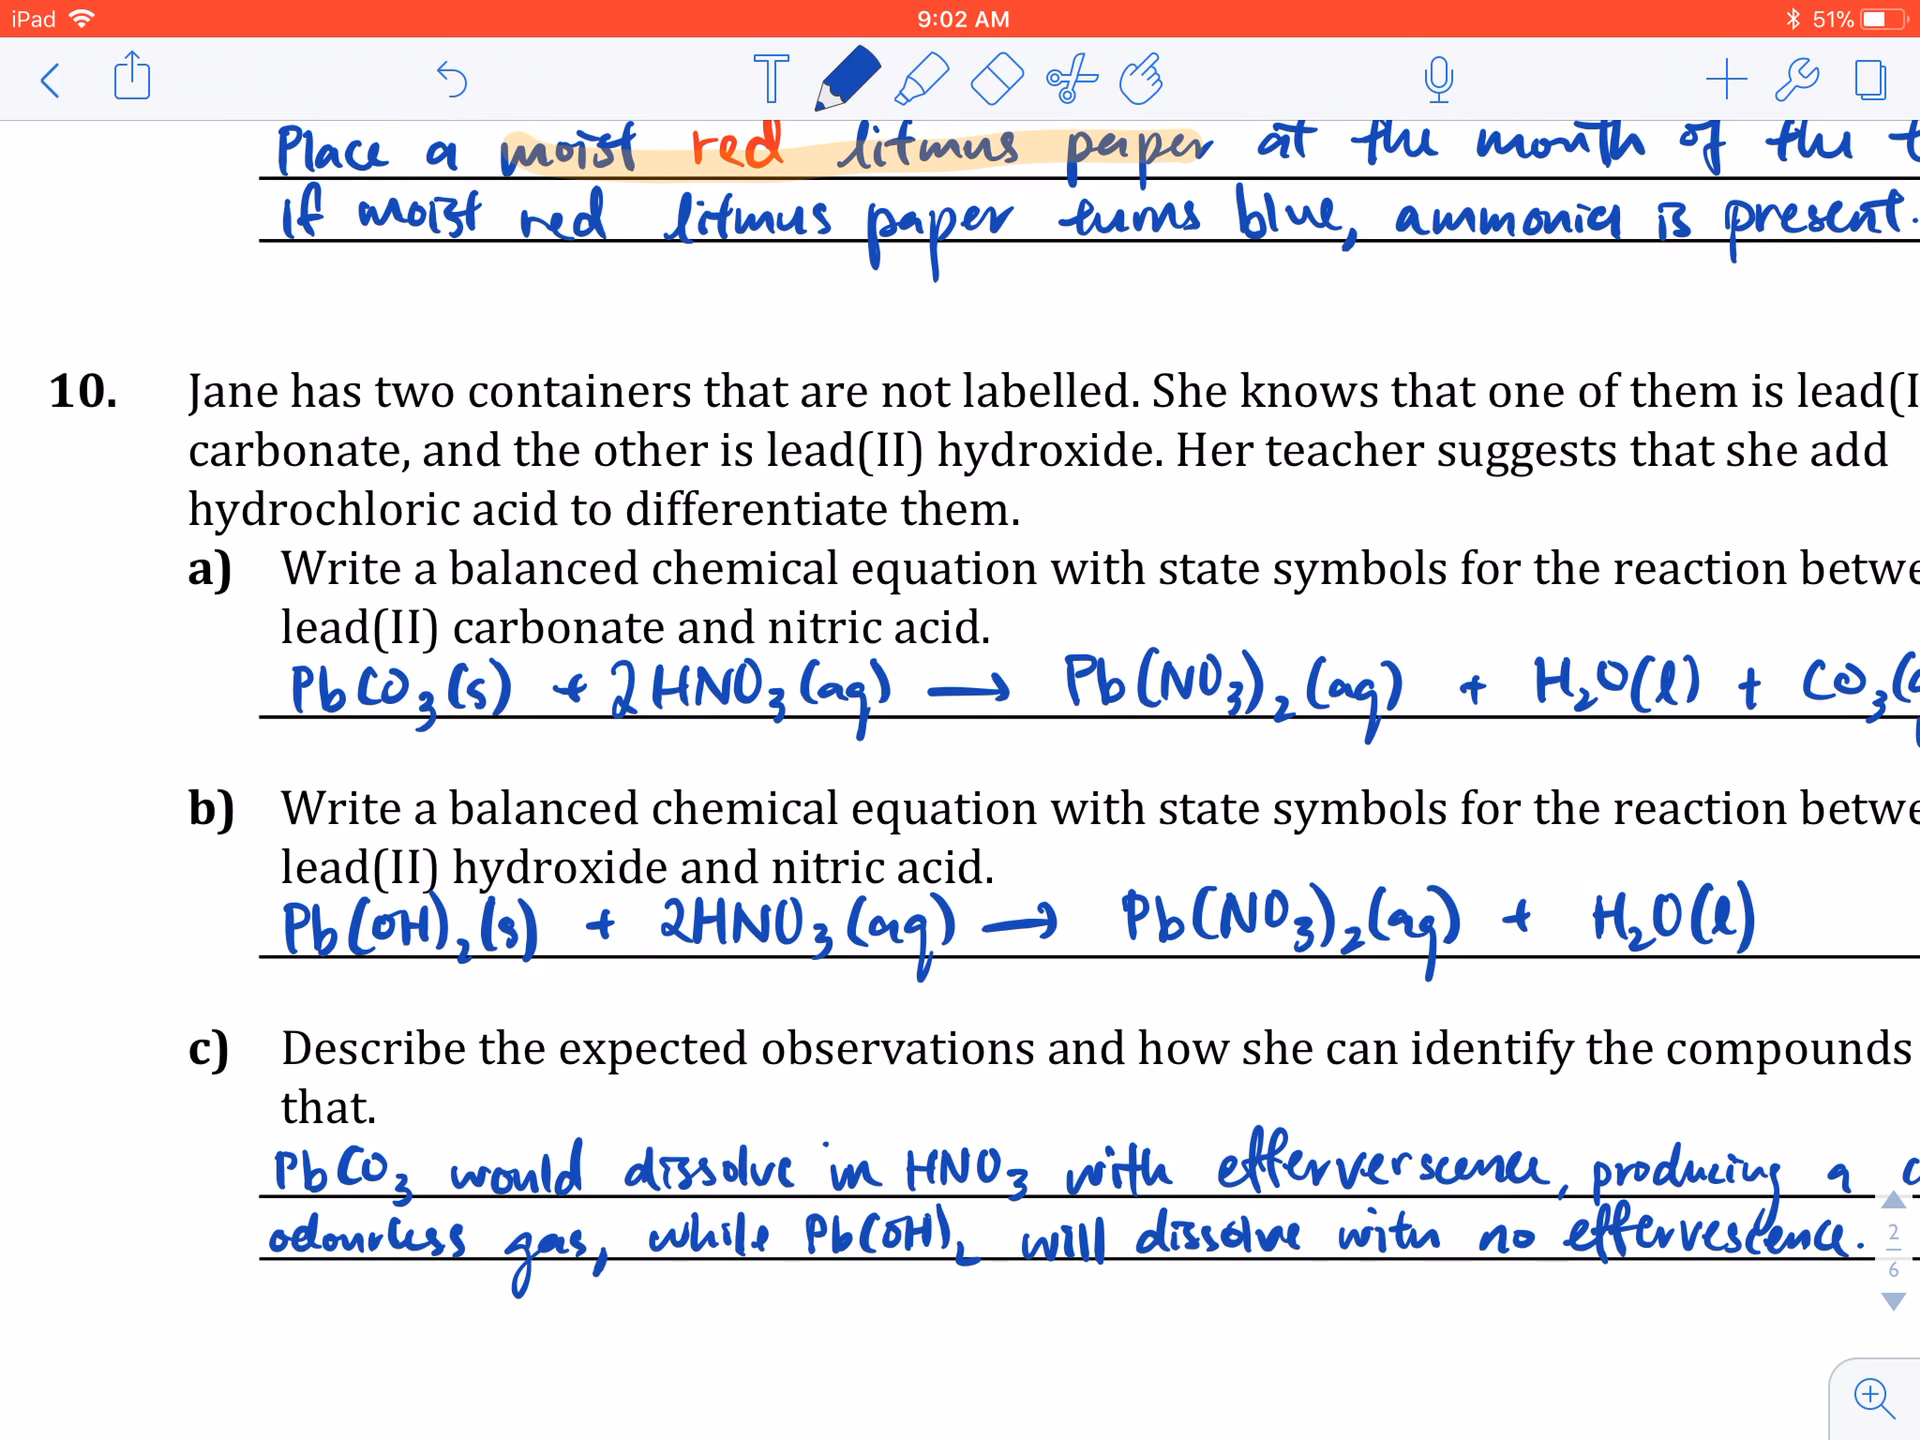 iPad 9:02 AM 51%
T
Place a moist red litmus paper at the month of the t
if moist red litmus paper turns blue, ammonia is present.
10. Jane has two containers that are not labelled. She knows that one of them is lead(I
carbonate, and the other is lead(II) hydroxide. Her teacher suggests that she add
hydrochloric acid to differentiate them.
a) Write a balanced chemical equation with state symbols for the reaction betwe
lead(II) carbonate and nitric acid.
PbCO₃(s) + 2HNO₃(aq) → Pb(NO₃)₂(aq) + H₂O(l) + CO₃(
b) Write a balanced chemical equation with state symbols for the reaction betwe
lead(II) hydroxide and nitric acid.
Pb(OH)₂(s) + 2HNO₃(aq) → Pb(NO₃)₂(aq) + H₂O(l)
c) Describe the expected observations and how she can identify the compounds
that.
PbCO₃ would dissolve in HNO₃ with efferverscence, producing a c
odourless gas, while Pb(OH)₂ will dissolve with no effervescence.
2
6